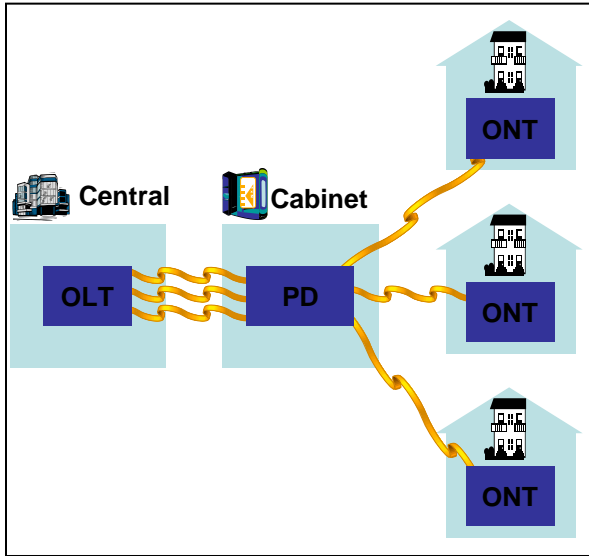 ONT
Central
Cabinet
OLT
PD
ONT
ONT